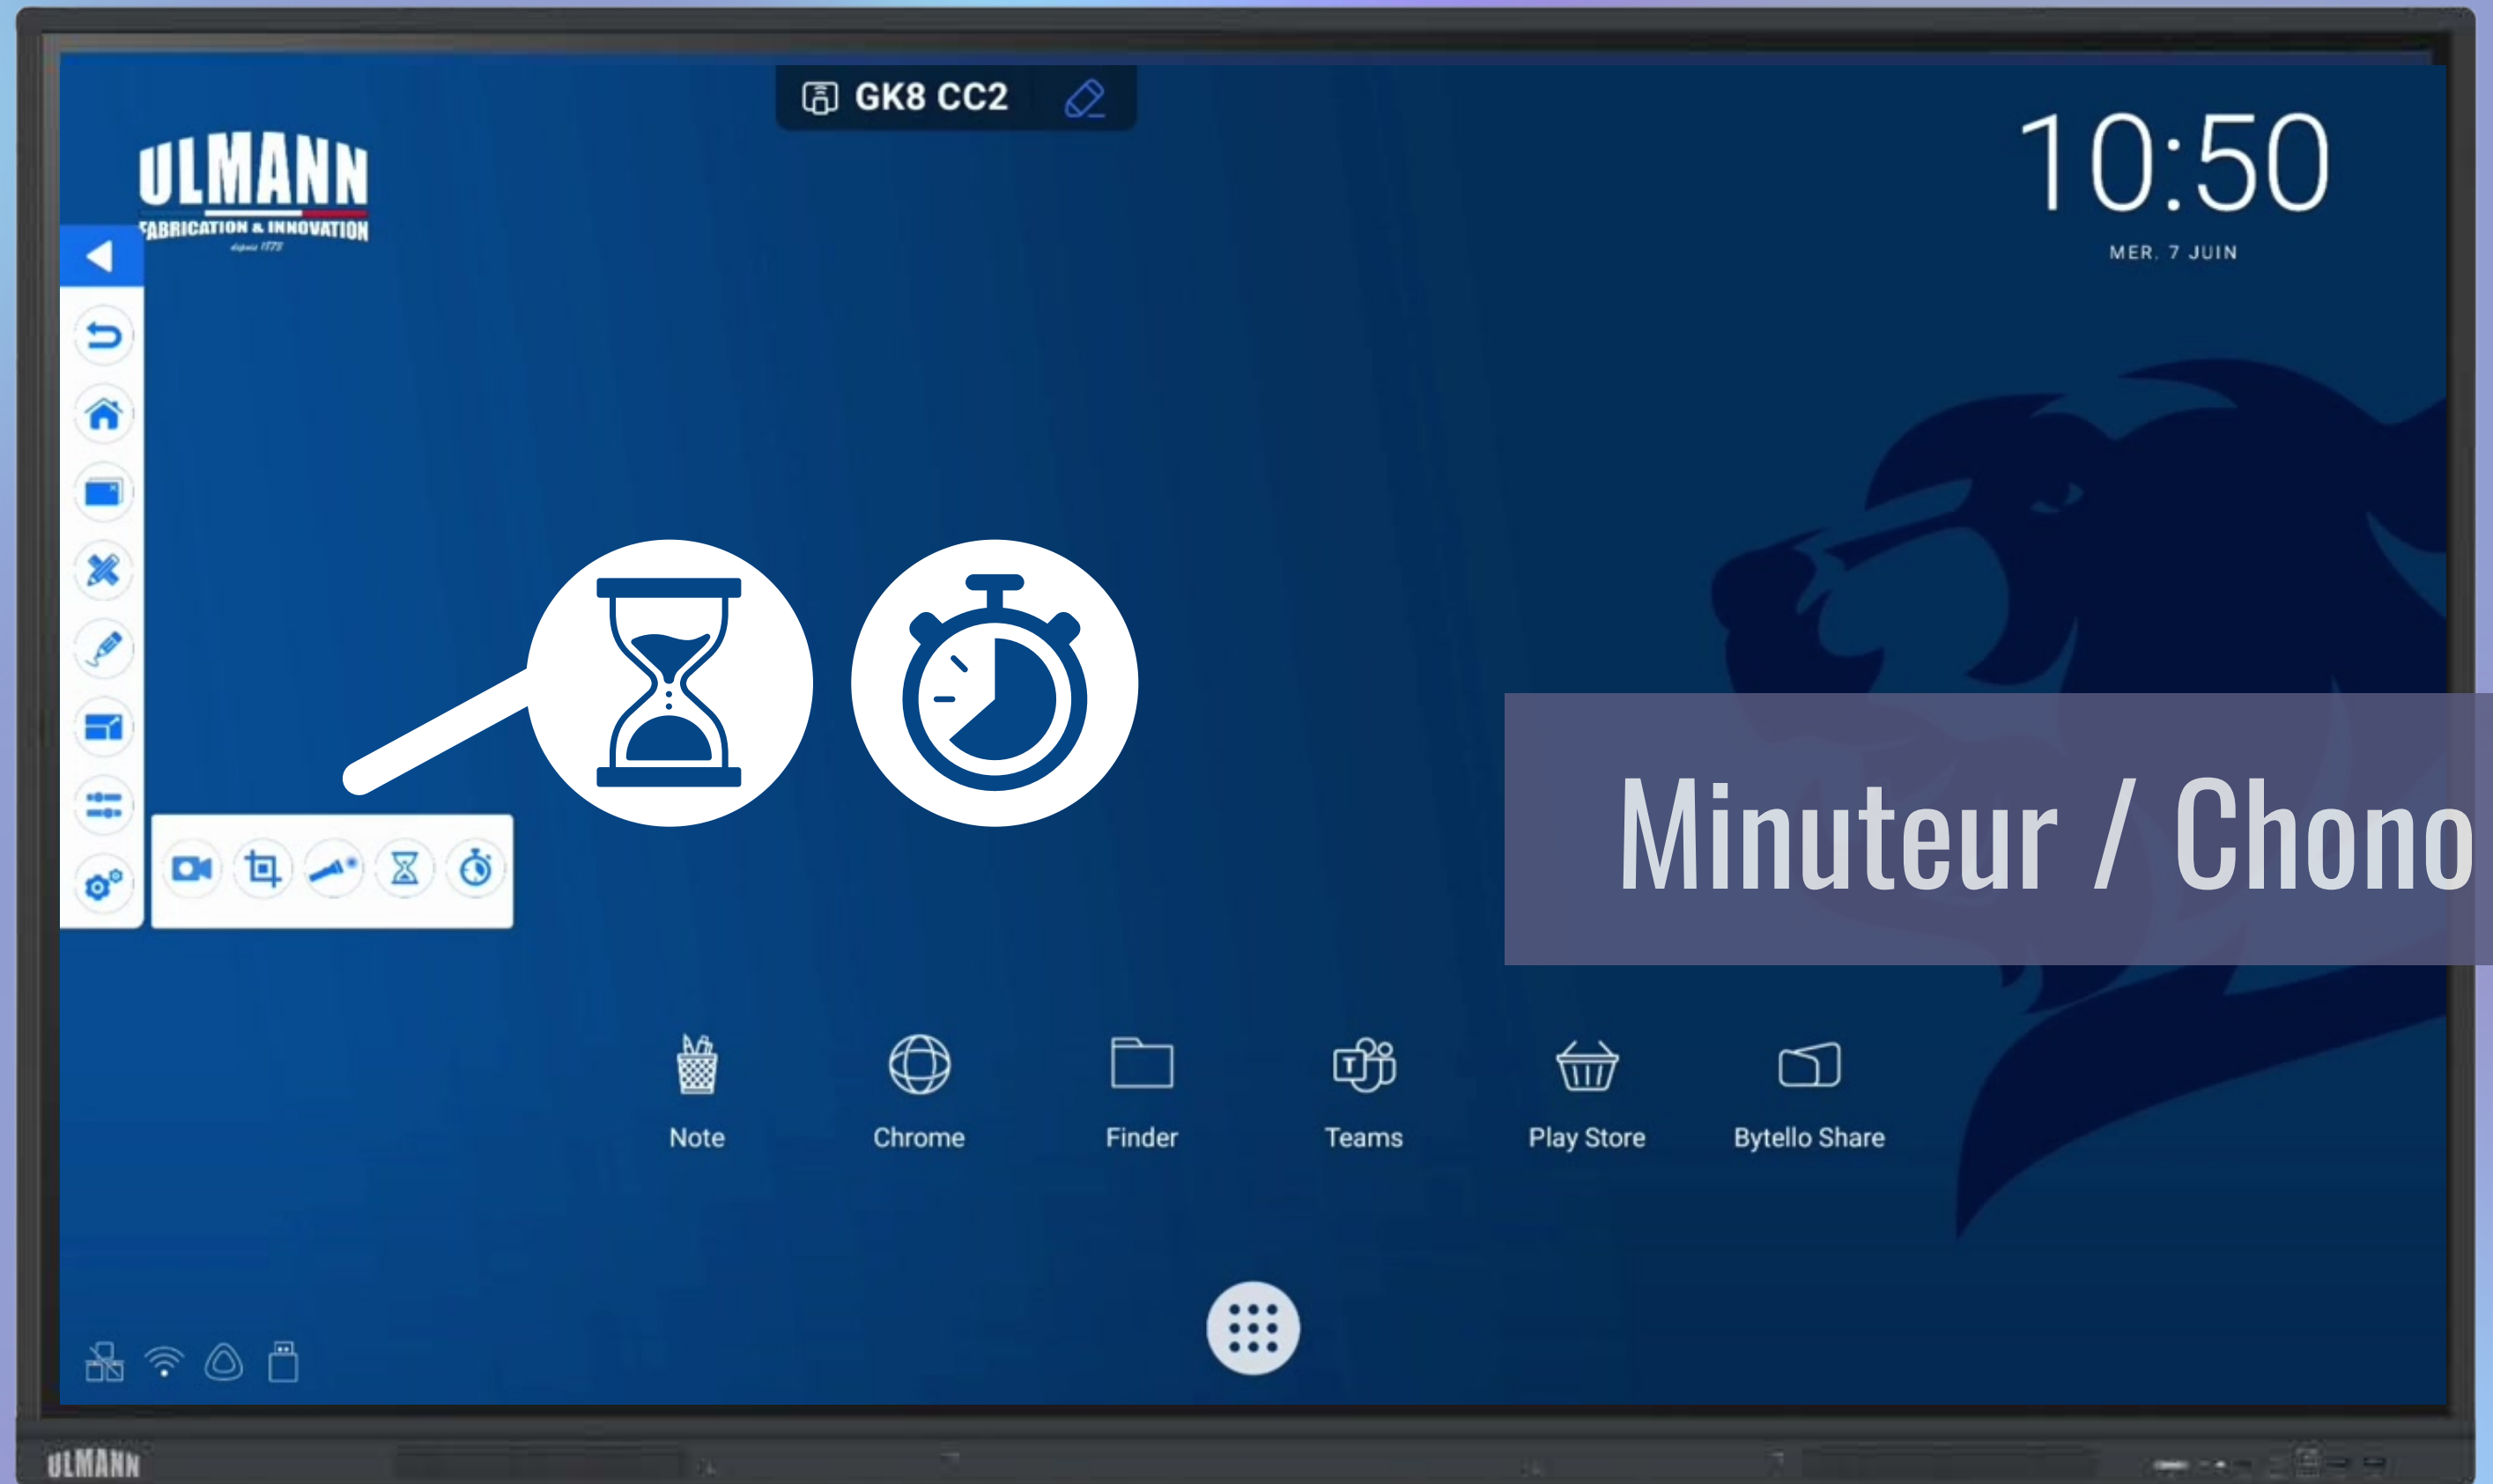 GK8 CC2
ULMANN
FABRICATION & INNOVATION
10:50
MER. 7 JUIN
Minuteur / Chono
Note
Chrome
Finder
Teams
Play Store
Bytello Share
ULMANN